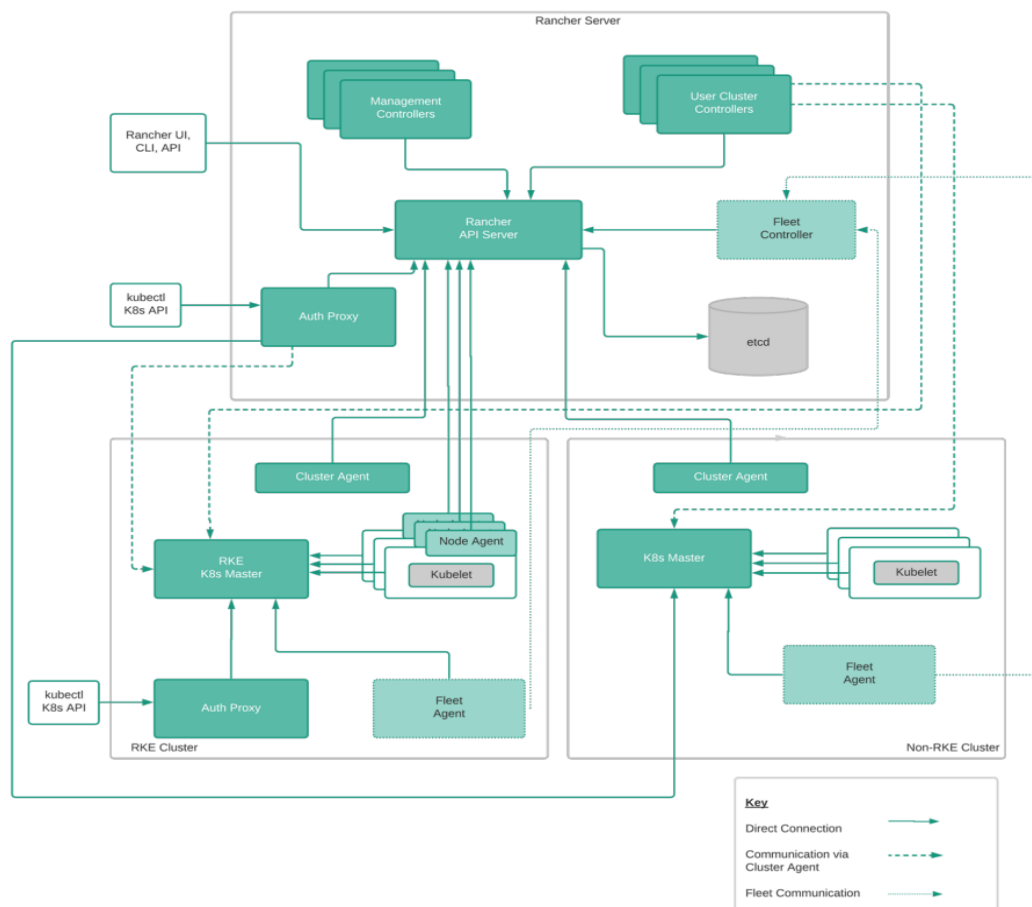 Rancher Server
Management
Controllers
User Cluster
Controllers
Rancher UI,
CLI, API
Rancher
API Server
Fleet
Controller
kubectl
K8s API
Auth Proxy
etcd
Cluster Agent
Cluster Agent
Node Agent
RKE
K8s Master
Kubelet
K8s Master
Kubelet
kubectl
K8s API
Auth Proxy
Fleet
Agent
Fleet
Agent
RKE Cluster
Non-RKE Cluster
Key
Direct Connection
Communication via
Cluster Agent
Fleet Communication